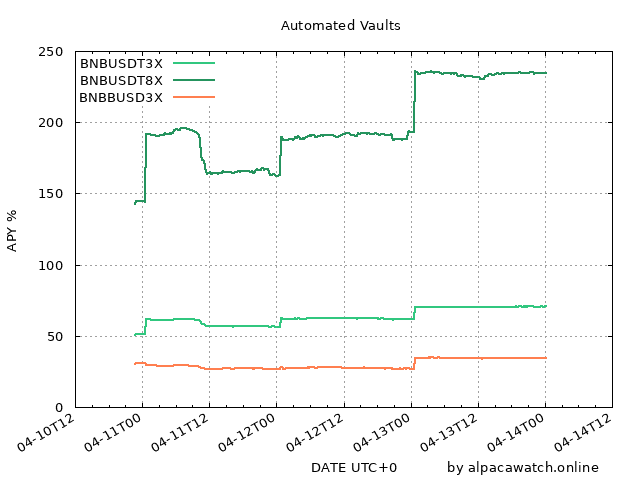 Automated Vaults
250
200
150
100
50
0
APY %
BNBUSDT3X
BNBUSDT8X
BNBBUSD3X
04-10T12
04-11T00
04-11T12
04-12T00
04-12T12
04-13T00
04-13T12
04-14T00
04-14T12
DATE UTC+0
by alpacawatch.online